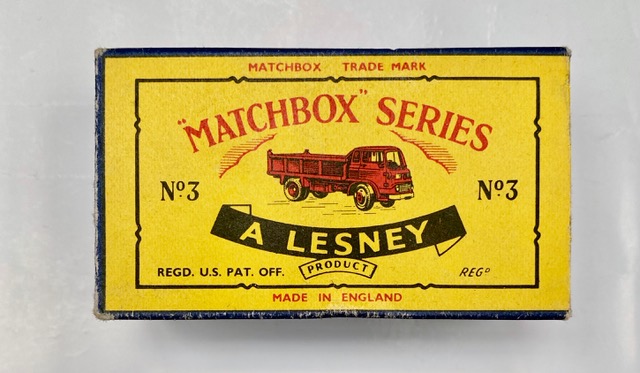 MATCHBOX TRADE MARK
"MATCHBOX" SERIES
Nº3 Nº3
A LESNEY
PRODUCT
REGD. U.S. PAT. OFF. REGᴰ
MADE IN ENGLAND